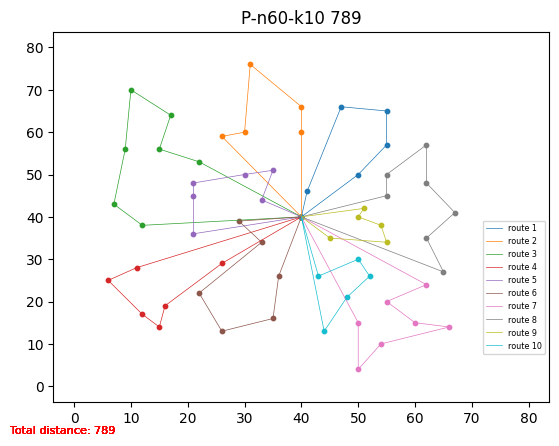 P-n60-k10 789
80
70
60
50
40
30
20
10
0
0 10 20 30 40 50 60 70 80
route 1
route 2
route 3
route 4
route 5
route 6
route 7
route 8
route 9
route 10
Total distance: 789